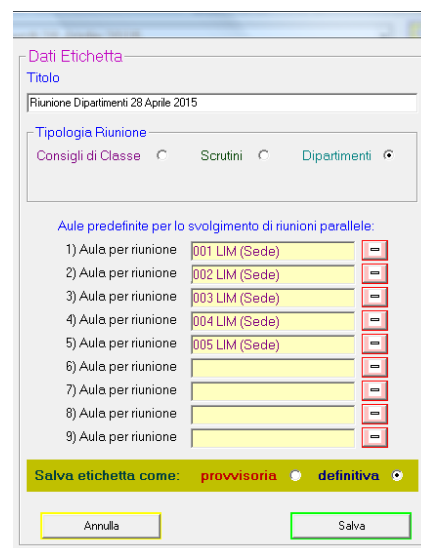 Dati Etichetta
Titolo
Riunione Dipartimenti 28 Aprile 2015
Tipologia Riunione
Consigli di Classe Scrutini Dipartimenti
Aule predefinite per lo svolgimento di riunioni parallele:
1) Aula per riunione 001 LIM (Sede)
2) Aula per riunione 002 LIM (Sede)
3) Aula per riunione 003 LIM (Sede)
4) Aula per riunione 004 LIM (Sede)
5) Aula per riunione 005 LIM (Sede)
6) Aula per riunione
7) Aula per riunione
8) Aula per riunione
9) Aula per riunione
Salva etichetta come: provvisoria definitiva
Annulla Salva